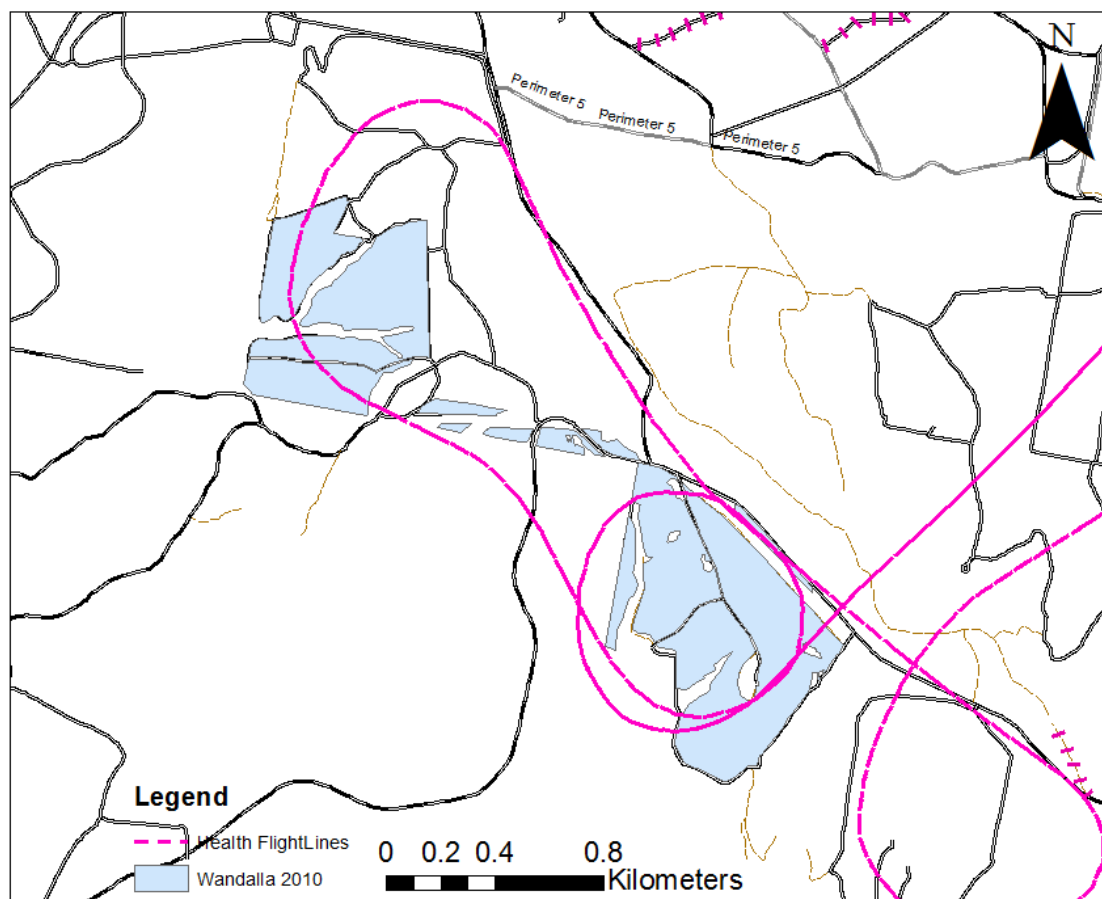 N
Perimeter 5
Perimeter 5
Perimeter 5
Legend
Health FlightLines
Wandalla 2010
0 0.2 0.4 0.8
Kilometers